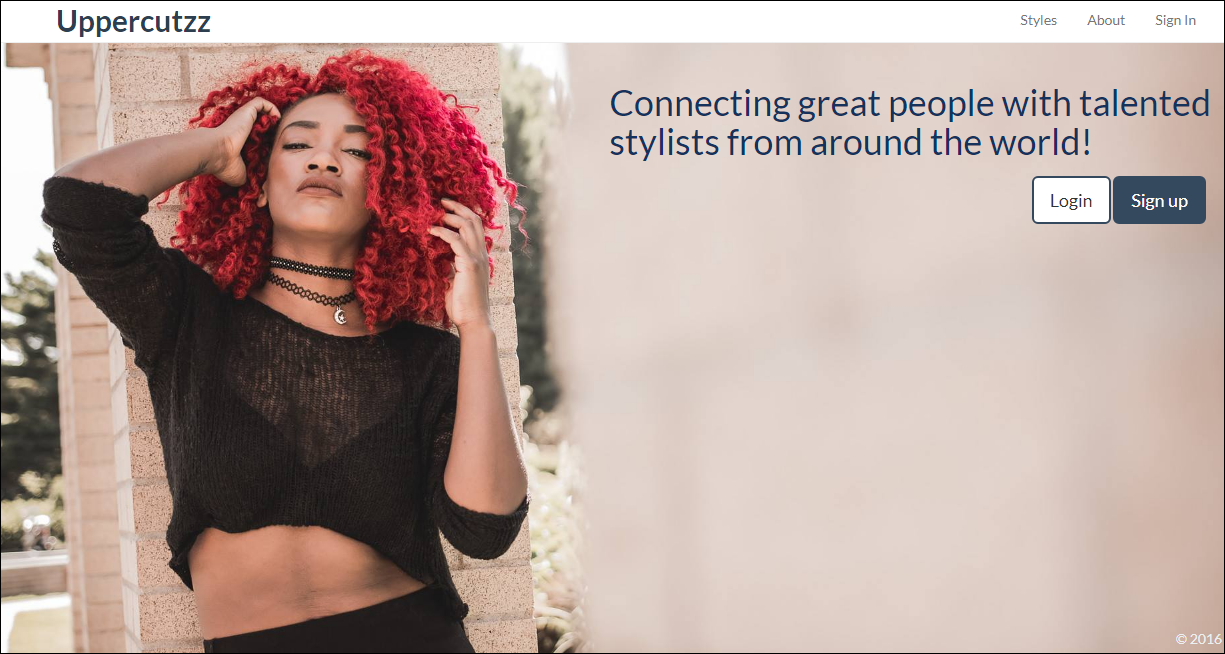 Uppercutzz
Styles About Sign In
Connecting great people with talented
stylists from around the world!
Login Sign up
© 2016